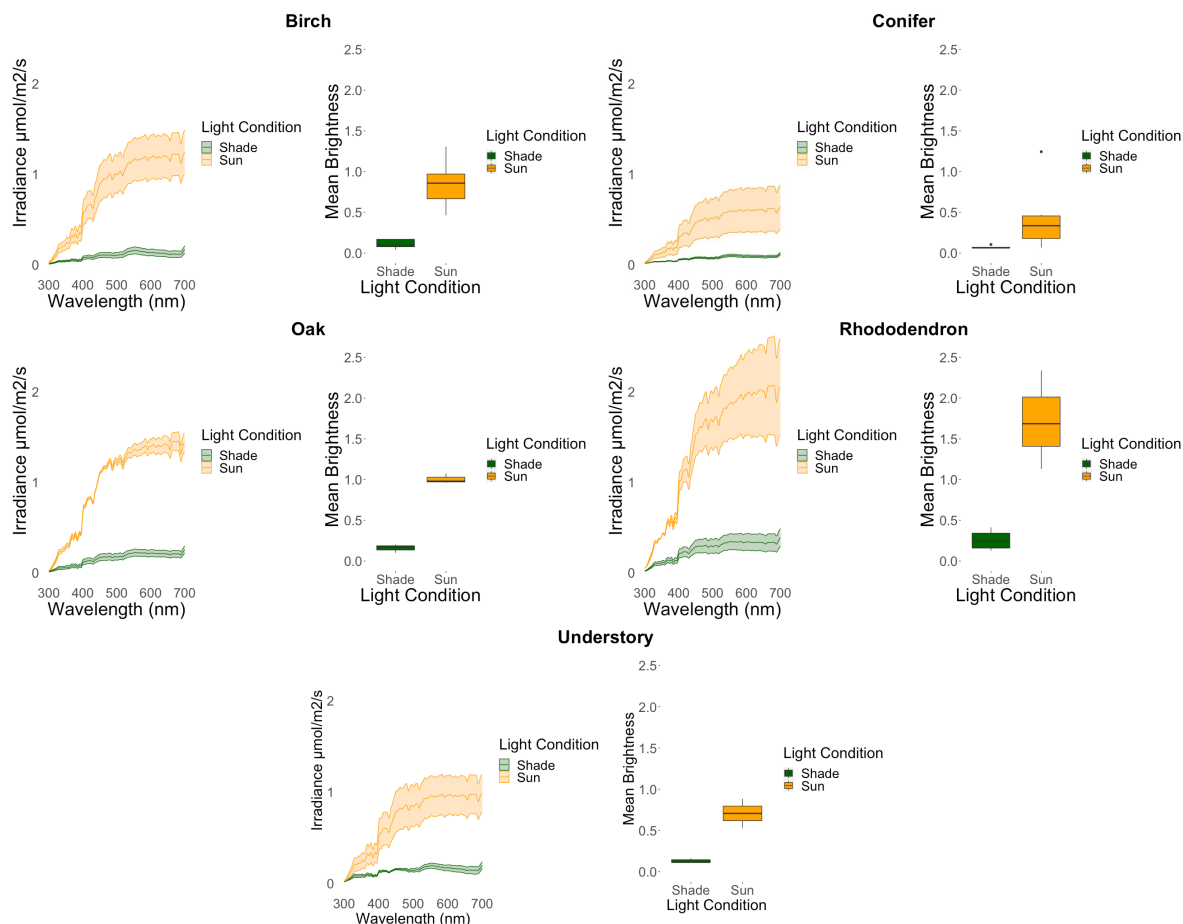 Birch
Irradiance µmol/m2/s
2
1
0
300 400 500 600 700
Wavelength (nm)
Light Condition
Shade
Sun
Mean Brightness
2.5
2.0
1.5
1.0
0.5
0.0
Shade Sun
Light Condition
Light Condition
Shade
Sun
Conifer
Irradiance µmol/m2/s
2
1
0
300 400 500 600 700
Wavelength (nm)
Light Condition
Shade
Sun
Mean Brightness
2.5
2.0
1.5
1.0
0.5
0.0
Shade Sun
Light Condition
Light Condition
Shade
Sun
Oak
Irradiance µmol/m2/s
2
1
0
300 400 500 600 700
Wavelength (nm)
Light Condition
Shade
Sun
Mean Brightness
2.5
2.0
1.5
1.0
0.5
0.0
Shade Sun
Light Condition
Light Condition
Shade
Sun
Rhododendron
Irradiance µmol/m2/s
2
1
0
300 400 500 600 700
Wavelength (nm)
Light Condition
Shade
Sun
Mean Brightness
2.5
2.0
1.5
1.0
0.5
0.0
Shade Sun
Light Condition
Light Condition
Shade
Sun
Understory
Irradiance µmol/m2/s
2
1
0
300 400 500 600 700
Wavelength (nm)
Light Condition
Shade
Sun
Mean Brightness
2.5
2.0
1.5
1.0
0.5
0.0
Shade Sun
Light Condition
Light Condition
Shade
Sun